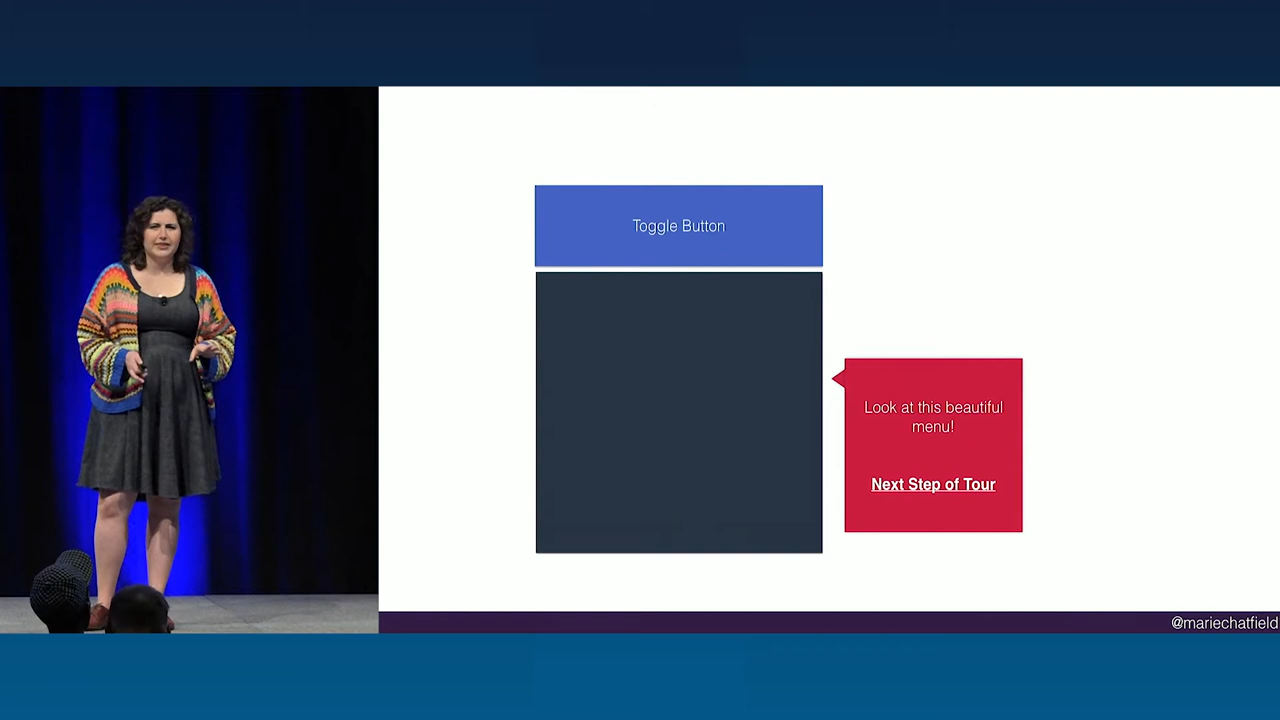 Toggle Button
Look at this beautiful
menu!
Next Step of Tour
@mariechatfield